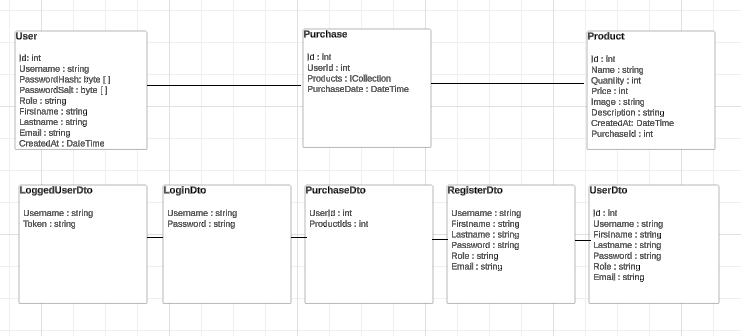 User
Id: int
Username : string
PasswordHash: byte [ ]
PasswordSalt : byte [ ]
Role : string
Firstname : string
Lastname : string
Email : string
CreatedAt : DateTime
Purchase
Id : int
UserId : int
Products : ICollection
PurchaseDate : DateTime
Product
Id : int
Name : string
Quantity : int
Price : int
Image : string
Description : string
CreatedAt: DateTime
PurchaseId : int
LoggedUserDto
Username : string
Token : string
LoginDto
Username : string
Password : string
PurchaseDto
UserId : int
ProductIds : int
RegisterDto
Username : string
Firstname : string
Lastname : string
Password : string
Role : string
Email : string
UserDto
Id : int
Username : string
Firstname : string
Lastname : string
Password : string
Role : string
Email : string